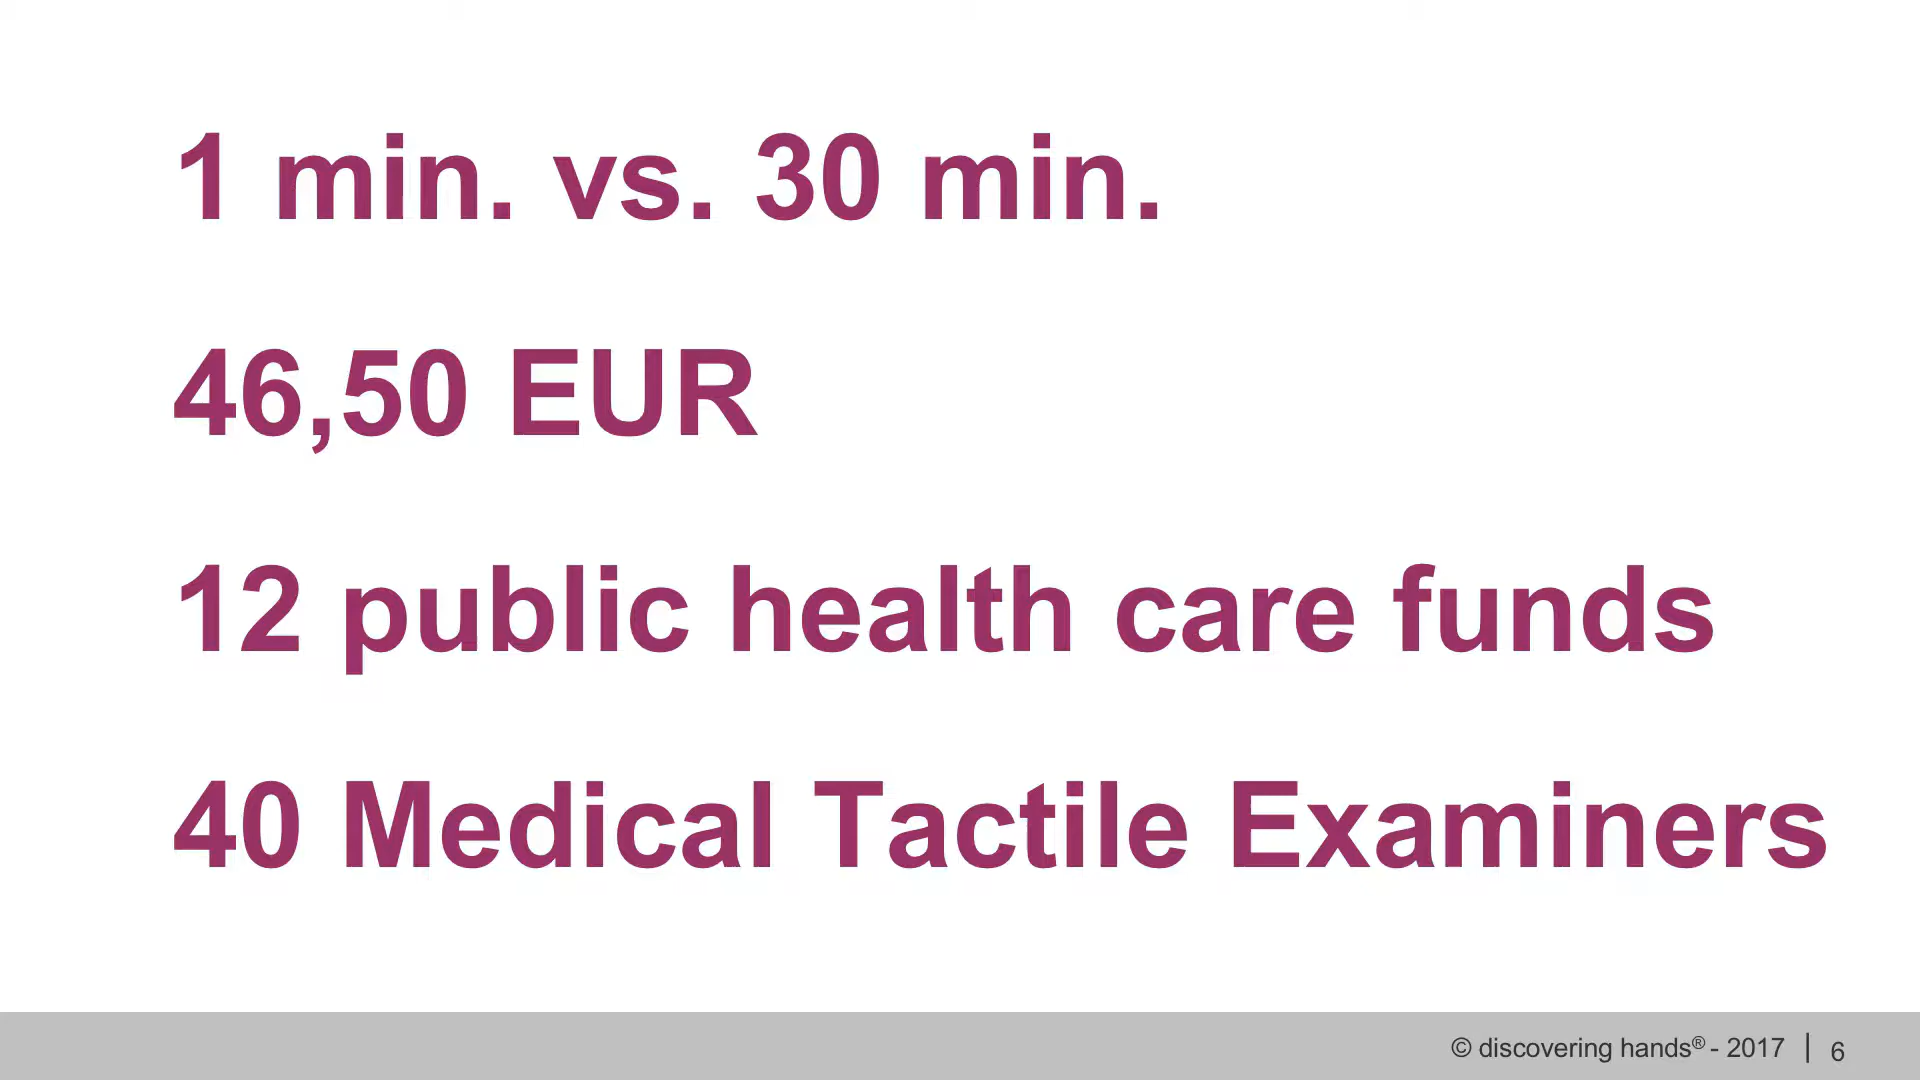 1 min. vs. 30 min.
46,50 EUR
12 public health care funds
40 Medical Tactile Examiners
© discovering hands® - 2017 | 6